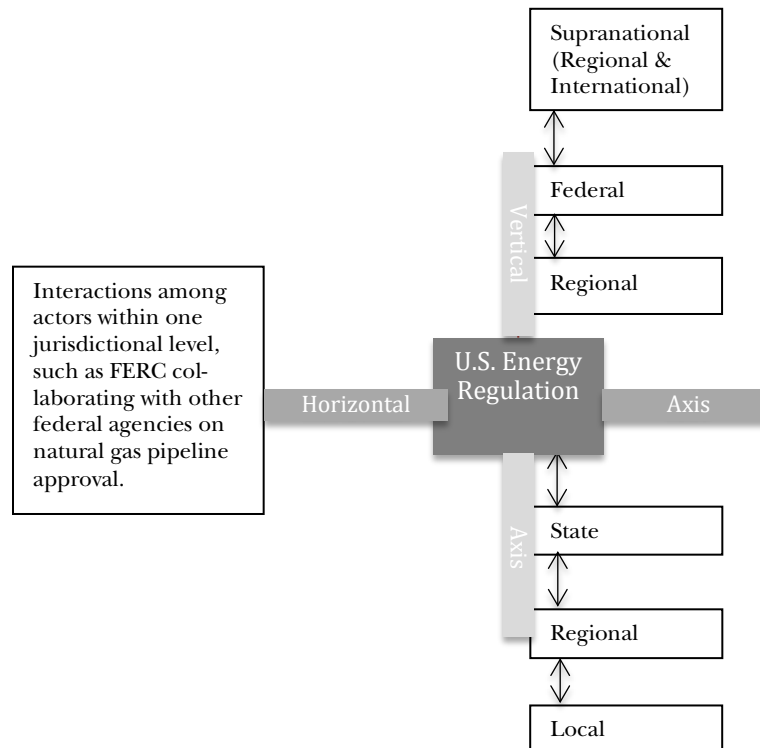 Supranational
(Regional &
International)
Federal
Vertical
Regional
Interactions among
actors within one
jurisdictional level,
such as FERC col-
laborating with other
federal agencies on
natural gas pipeline
approval.
U.S. Energy
Regulation
Horizontal
Axis
State
Axis
Regional
Local